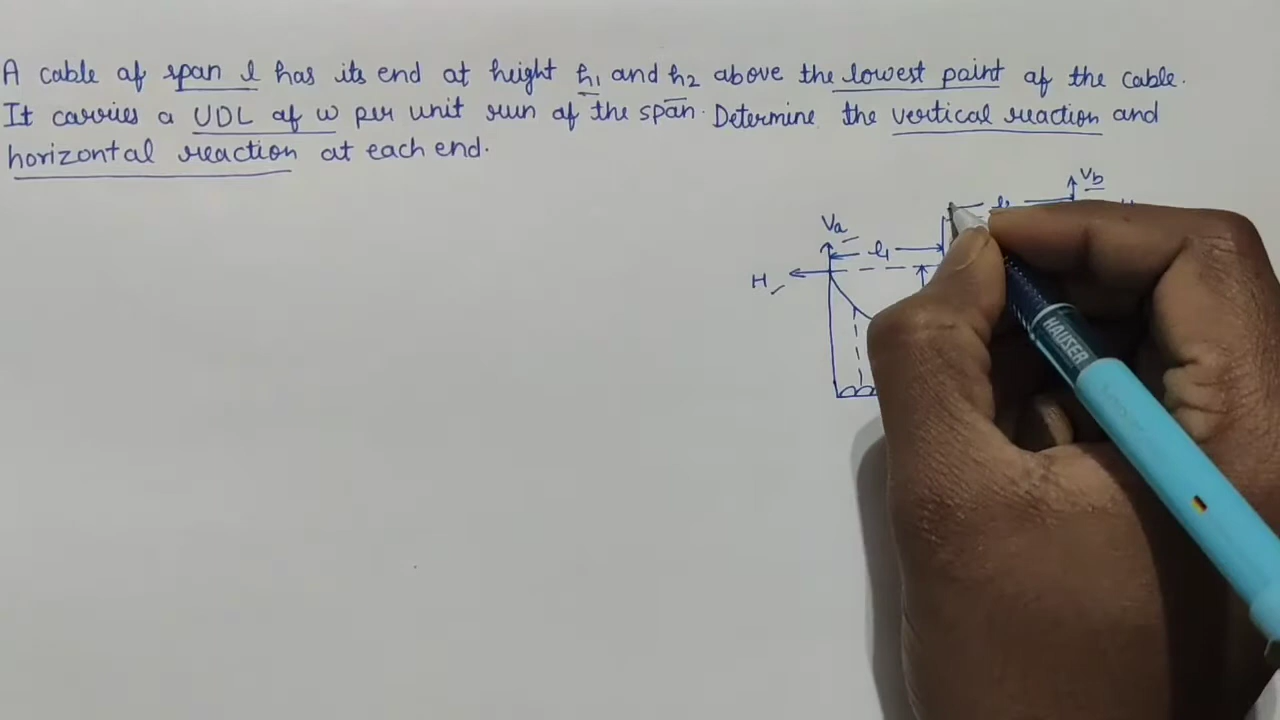 A cable of span l has its end at height h1 and h2 above the lowest point of the cable.
It carries a UDL of w per unit run of the span. Determine the vertical reaction and
horizontal reaction at each end.
Vb
Va
l1
H
HAUSER